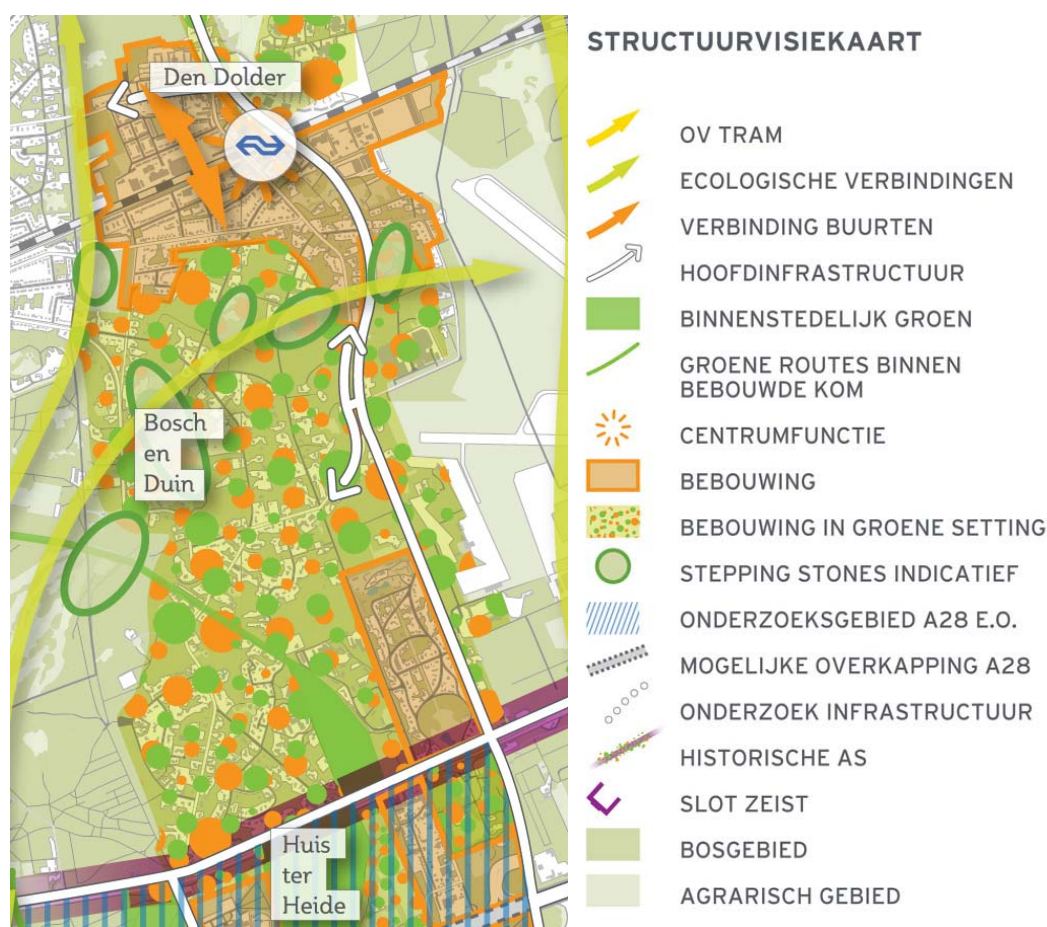 Den Dolder
Bosch
en
Duin
Huis
ter
Heide
STRUCTUURVISIEKAART
OV TRAM
ECOLOGISCHE VERBINDINGEN
VERBINDING BUURTEN
HOOFDINFRASTRUCTUUR
BINNENSTEDELIJK GROEN
GROENE ROUTES BINNEN
BEBOUWDE KOM
CENTRUMFUNCTIE
BEBOUWING
BEBOUWING IN GROENE SETTING
STEPPING STONES INDICATIEF
ONDERZOEKSGEBIED A28 E.O.
MOGELIJKE OVERKAPPING A28
ONDERZOEK INFRASTRUCTUUR
HISTORISCHE AS
SLOT ZEIST
BOSGEBIED
AGRARISCH GEBIED